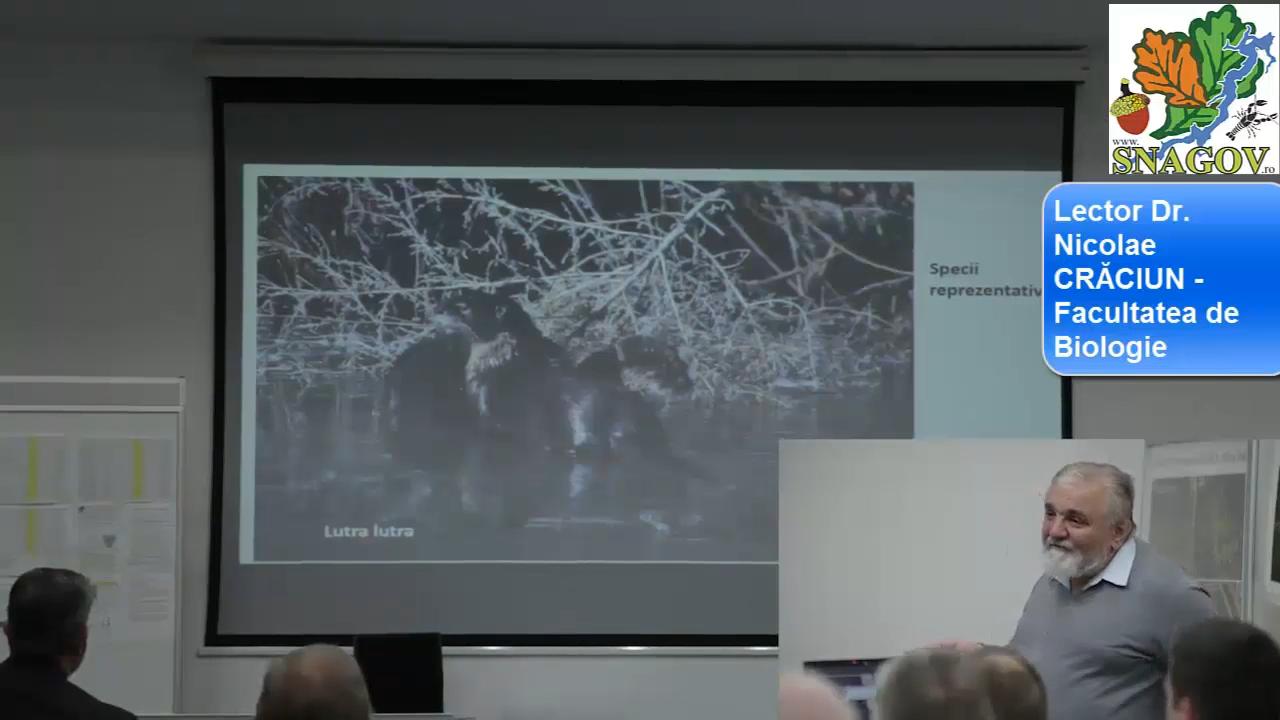 www.
SNAGOV.ro
Lector Dr.
Nicolae
CRĂCIUN -
Facultatea de
Biologie
Specii
reprezentativ
Lutra lutra